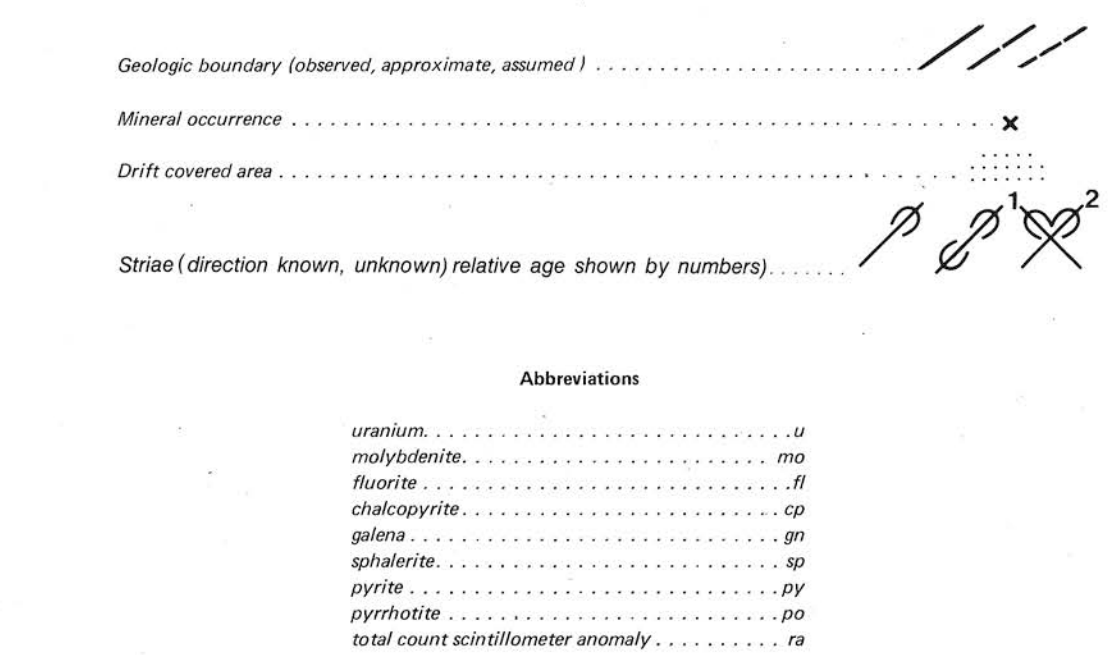 Geologic boundary (observed, approximate, assumed) . . . . . . . . . . . . . . . . . . . . . . . . .
Mineral occurrence . . . . . . . . . . . . . . . . . . . . . . . . . . . . . . . . . . . . . . . . . . . . . . . . . . . . . x
Drift covered area . . . . . . . . . . . . . . . . . . . . . . . . . . . . . . . . . . . . . . . . . . . . . . . . . .
1 2
Striae (direction known, unknown) relative age shown by numbers) . . . . . . .
Abbreviations
uranium. . . . . . . . . . . . . . . . . . . . . . . . . . . . . u
molybdenite. . . . . . . . . . . . . . . . . . . . . . . . mo
fluorite . . . . . . . . . . . . . . . . . . . . . . . . . . . . .fl
chalcopyrite. . . . . . . . . . . . . . . . . . . . . . . . . cp
galena . . . . . . . . . . . . . . . . . . . . . . . . . . . . . gn
sphalerite. . . . . . . . . . . . . . . . . . . . . . . . . . . sp
pyrite . . . . . . . . . . . . . . . . . . . . . . . . . . . . . py
pyrrhotite . . . . . . . . . . . . . . . . . . . . . . . . . . po
total count scintillometer anomaly . . . . . . . . . . ra